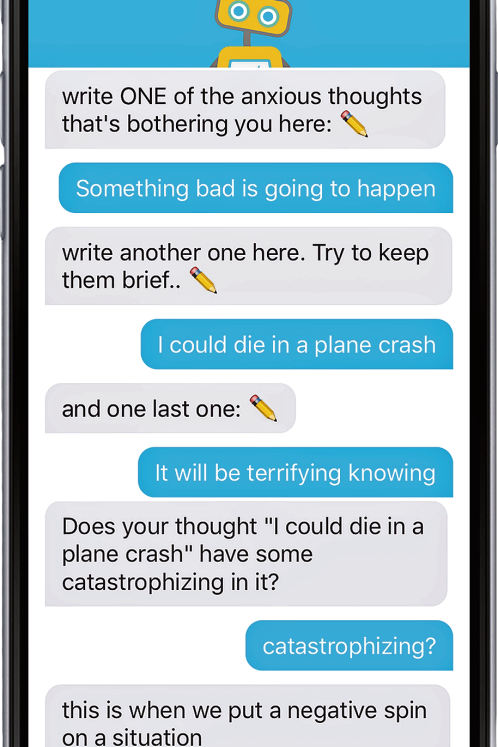 write ONE of the anxious thoughts
that's bothering you here: ✏️
Something bad is going to happen
write another one here. Try to keep
them brief.. ✏️
I could die in a plane crash
and one last one: ✏️
It will be terrifying knowing
Does your thought "I could die in a
plane crash" have some
catastrophizing in it?
catastrophizing?
this is when we put a negative spin
on a situation